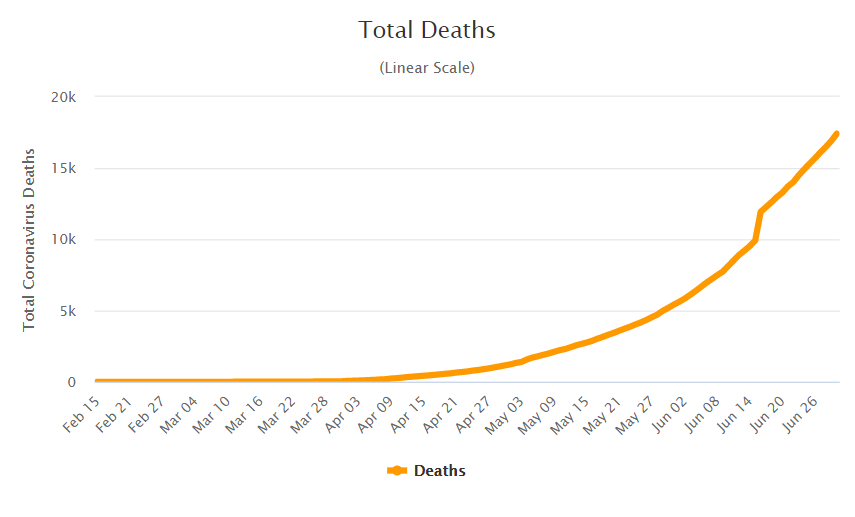 Total Deaths
(Linear Scale)
Total Coronavirus Deaths
20k
15k
10k
5k
0
Feb 15
Feb 21
Feb 27
Mar 04
Mar 10
Mar 16
Mar 22
Mar 28
Apr 03
Apr 09
Apr 15
Apr 21
Apr 27
May 03
May 09
May 15
May 21
May 27
Jun 02
Jun 08
Jun 14
Jun 20
Jun 26
Deaths